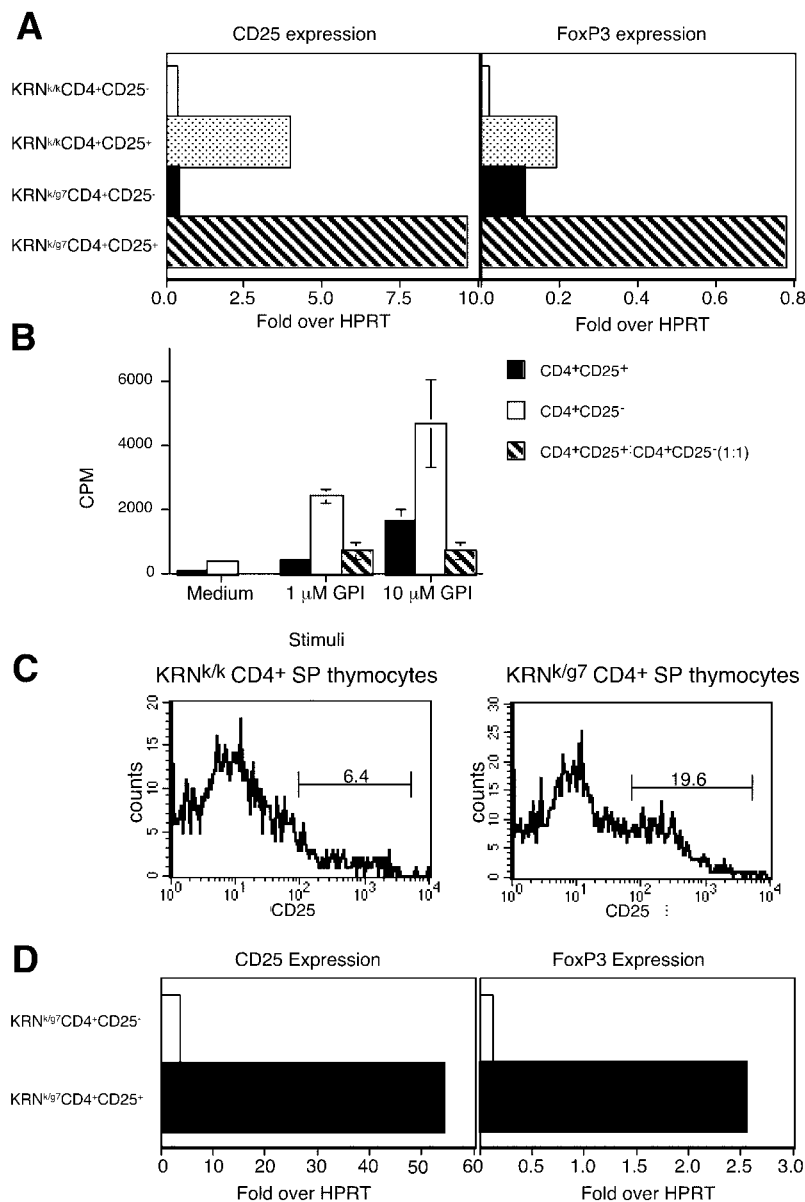 A
CD25 expression
FoxP3 expression
KRNk/kCD4+CD25-
KRNk/kCD4+CD25+
KRNk/g7CD4+CD25-
KRNk/g7CD4+CD25+
0.0 2.5 5.0 7.5 10.0 0.2 0.4 0.6 0.8
Fold over HPRT
Fold over HPRT
B
6000
4000
2000
0
CPM
CD4+CD25+
CD4+CD25-
CD4+CD25+:CD4+CD25-(1:1)
Medium 1 µM GPI 10 µM GPI
Stimuli
C
KRNk/k CD4+ SP thymocytes
KRNk/g7 CD4+ SP thymocytes
20
15
10
5
0
counts
6.4
100 101 102 103 104
CD25
30
25
20
15
10
5
0
counts
19.6
100 101 102 103 104
CD25
D
CD25 Expression
FoxP3 Expression
KRNk/g7CD4+CD25-
KRNk/g7CD4+CD25+
0 10 20 30 40 50 60
0.5 1.0 1.5 2.0 2.5 3.0
Fold over HPRT
Fold over HPRT